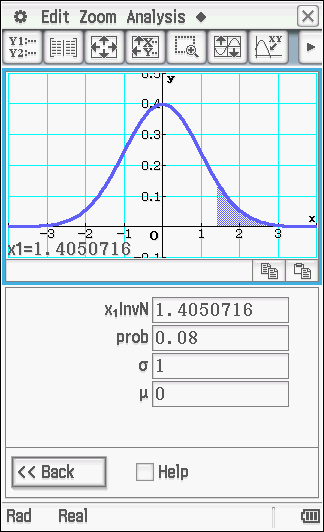 Edit Zoom Analysis ◆
Y1:···
Y2:···
XY
0.5 y
0.4
0.3
0.2
0.1
x
-3 -2 -1 O 1 2 3
-0.1
x1=1.4050716
x₁InvN 1.4050716
prob 0.08
σ 1
μ 0
<< Back Help
Rad Real